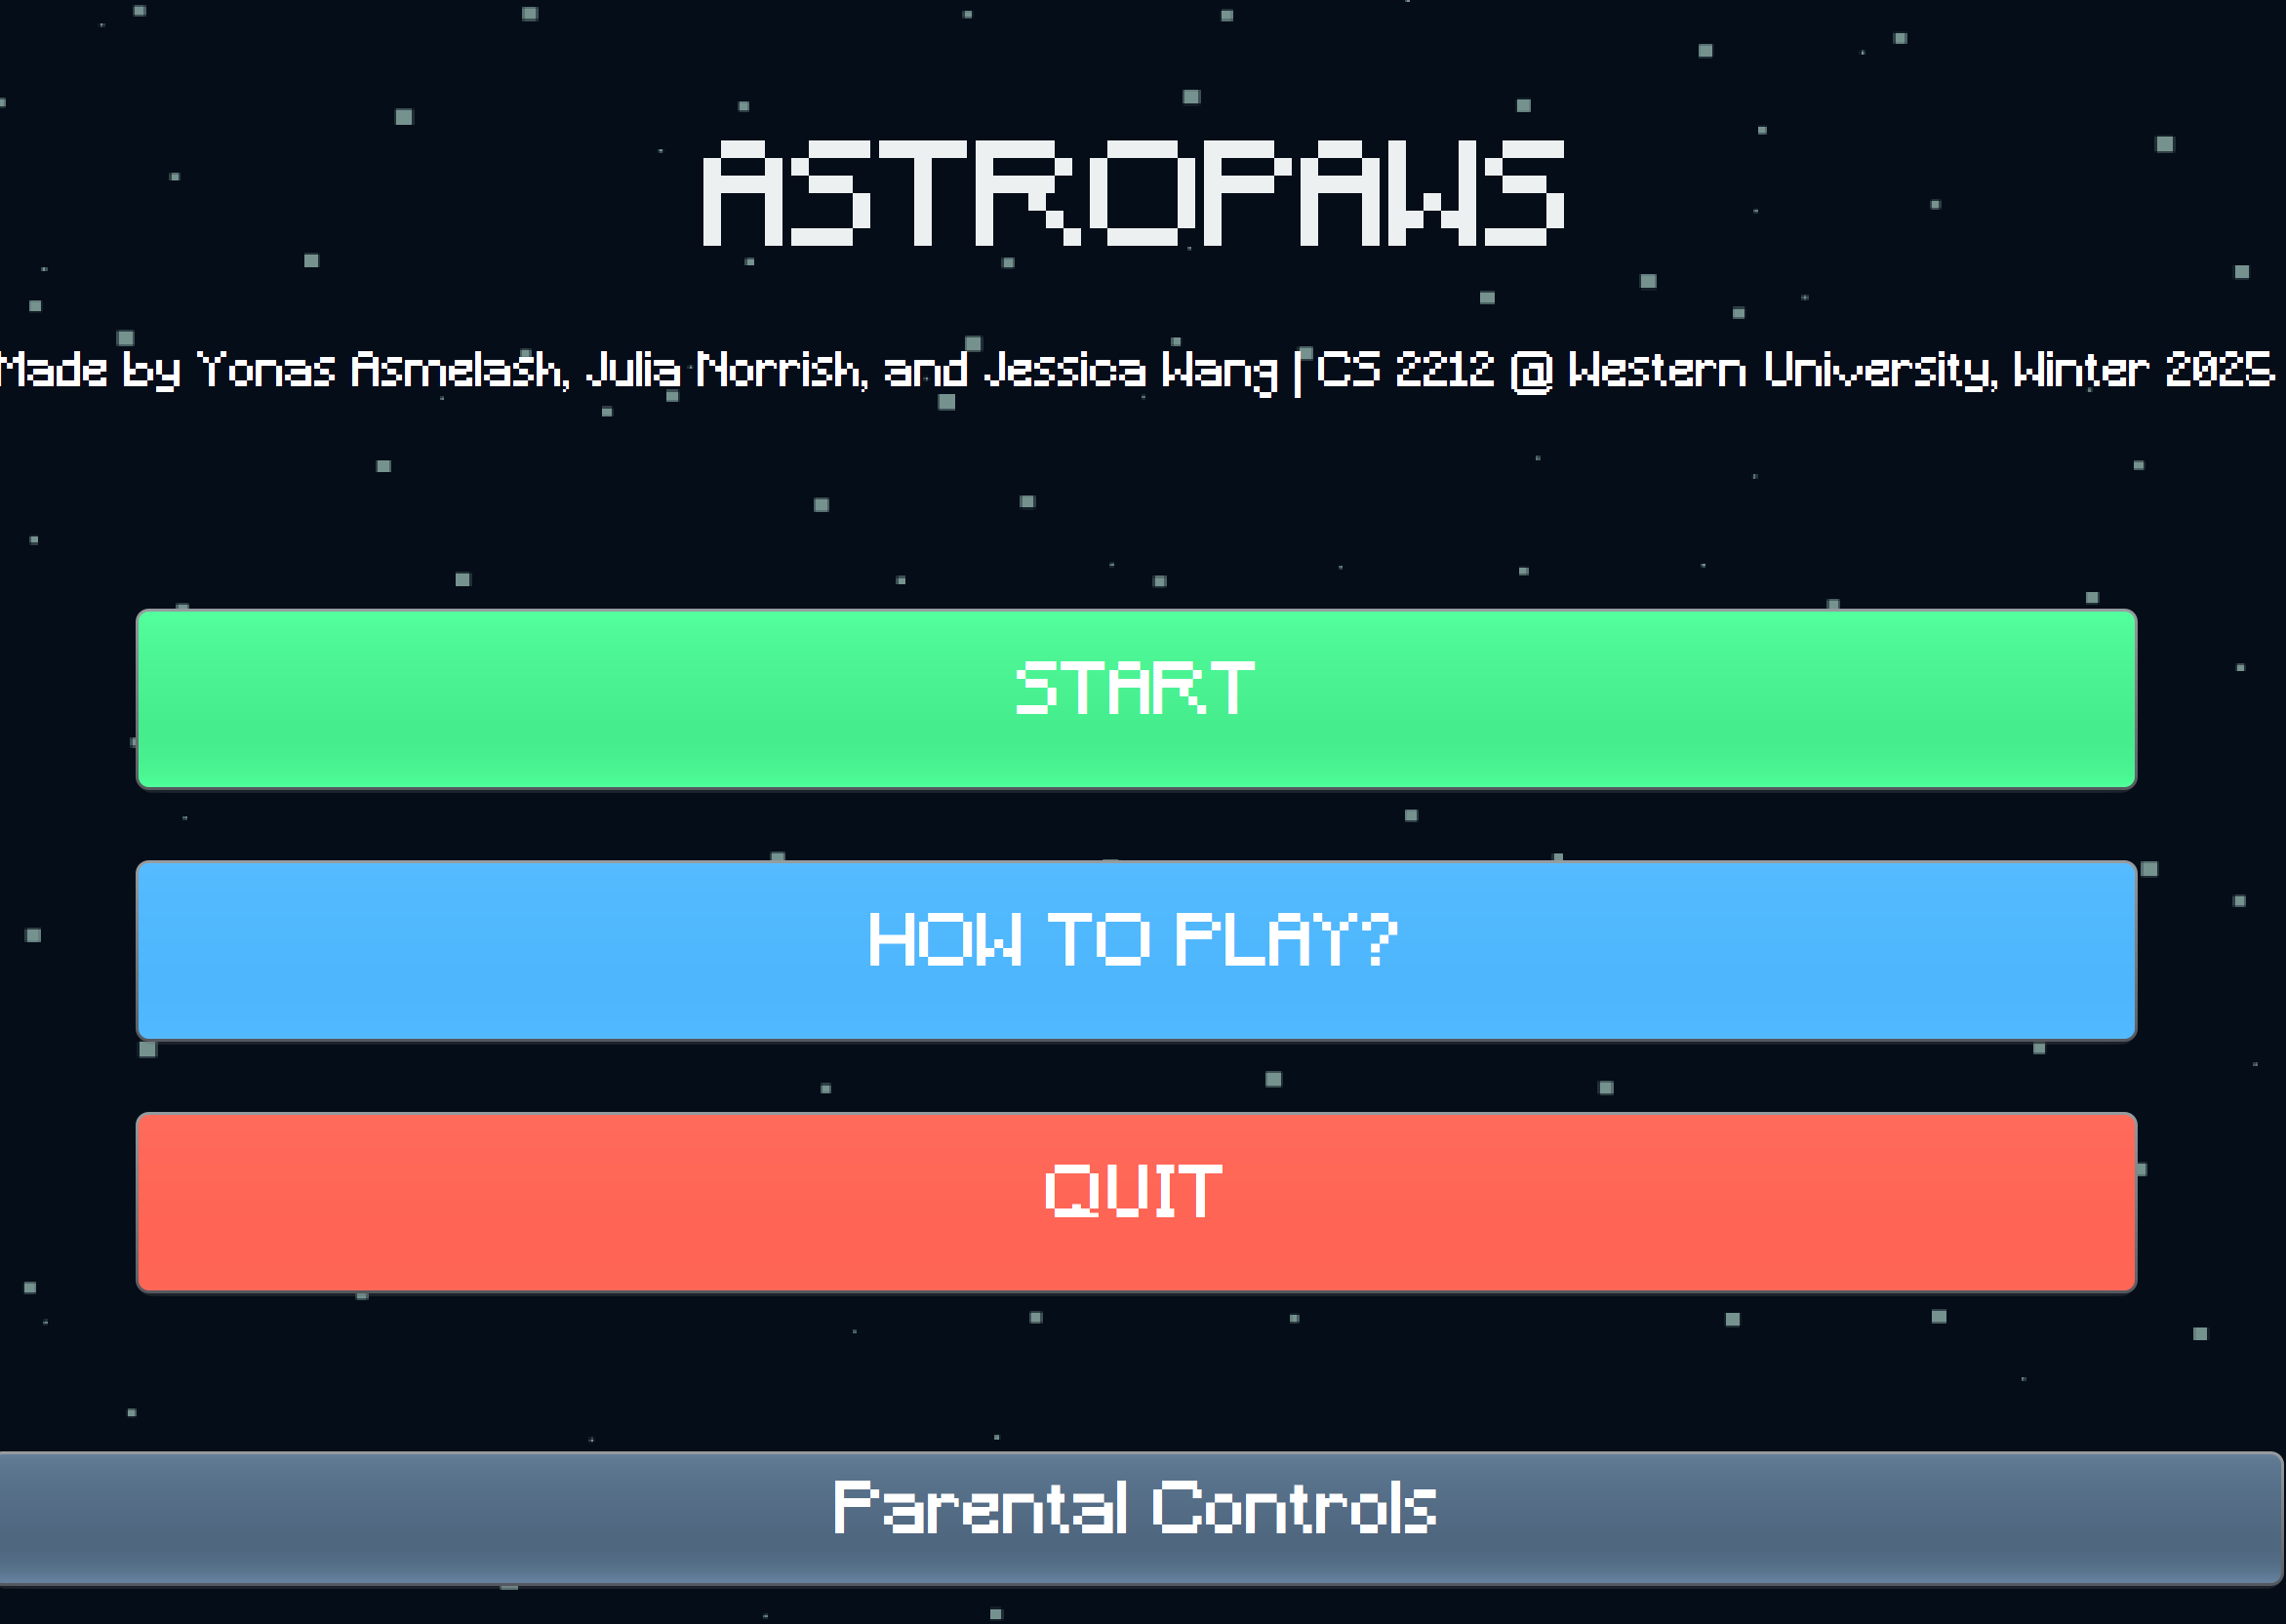 ASTROPAWS
Made by Yonas Asmelash, Julia Norrish, and Jessica Wang | CS 2212 @ Western University, Winter 2025
START
HOW TO PLAY?
QUIT
Parental Controls